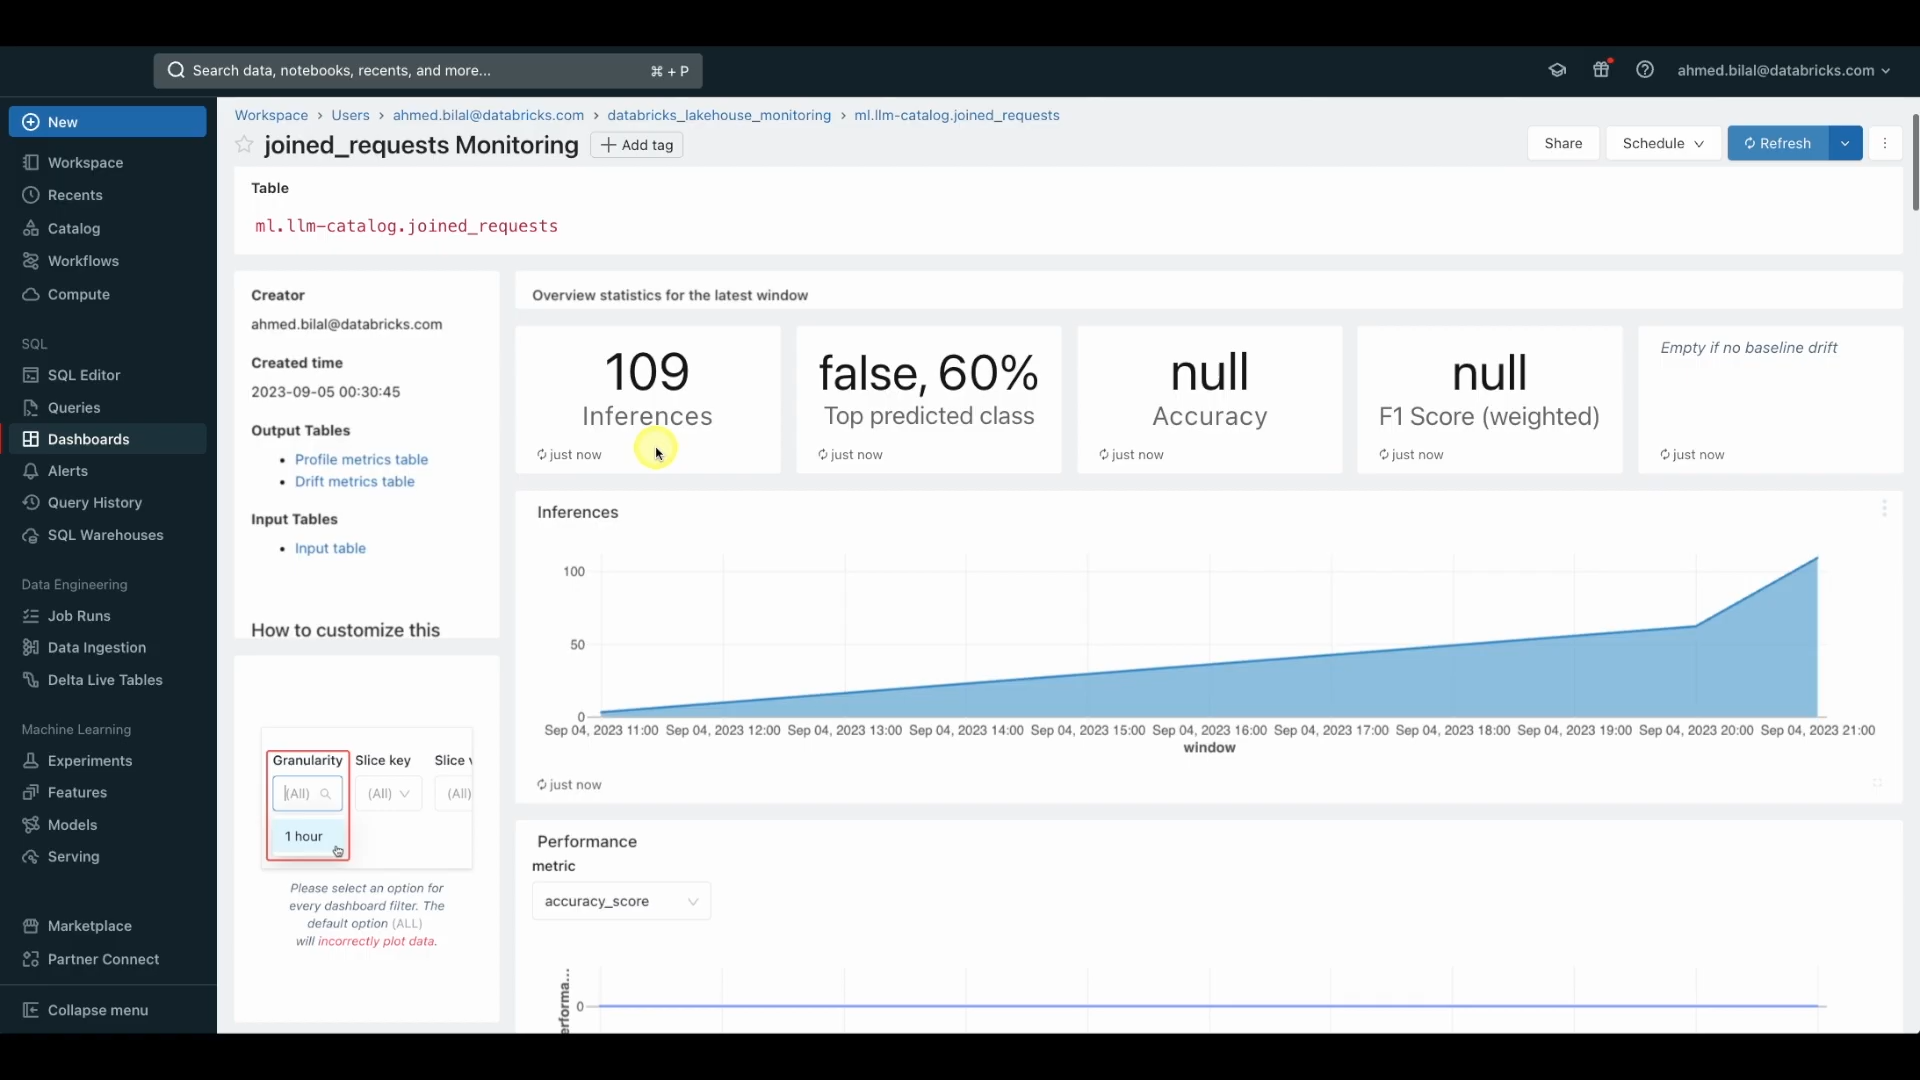 Search data, notebooks, recents, and more... ⌘ + P
ahmed.bilal@databricks.com
New
Workspace
Recents
Catalog
Workflows
Compute
SQL
SQL Editor
Queries
Dashboards
Alerts
Query History
SQL Warehouses
Data Engineering
Job Runs
Data Ingestion
Delta Live Tables
Machine Learning
Experiments
Features
Models
Serving
Marketplace
Partner Connect
Collapse menu
Workspace › Users › ahmed.bilal@databricks.com › databricks_lakehouse_monitoring › ml.llm-catalog.joined_requests
joined_requests Monitoring + Add tag
Share Schedule Refresh
Table
ml.llm-catalog.joined_requests
Creator
ahmed.bilal@databricks.com
Created time
2023-09-05 00:30:45
Output Tables
• Profile metrics table
• Drift metrics table
Input Tables
• Input table
How to customize this
Granularity Slice key Slice v
(All) (All) (All)
1 hour
Please select an option for
every dashboard filter. The
default option (ALL)
will incorrectly plot data.
Overview statistics for the latest window
109
Inferences
just now
false, 60%
Top predicted class
just now
null
Accuracy
just now
null
F1 Score (weighted)
just now
Empty if no baseline drift
just now
Inferences
100
50
0
Sep 04, 2023 11:00 Sep 04, 2023 12:00 Sep 04, 2023 13:00 Sep 04, 2023 14:00 Sep 04, 2023 15:00 Sep 04, 2023 16:00 Sep 04, 2023 17:00 Sep 04, 2023 18:00 Sep 04, 2023 19:00 Sep 04, 2023 20:00 Sep 04, 2023 21:00
window
just now
Performance
metric
accuracy_score
erforma...
0